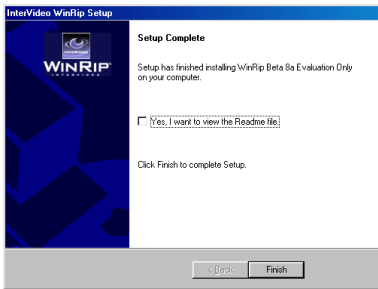 InterVideo WinRip Setup
WINRIP
INTERVIDEO
Setup Complete
Setup has finished installing WinRip Beta 8a Evaluation Only
on your computer.
Yes, I want to view the Readme file.
Click Finish to complete Setup.
< Back
Finish